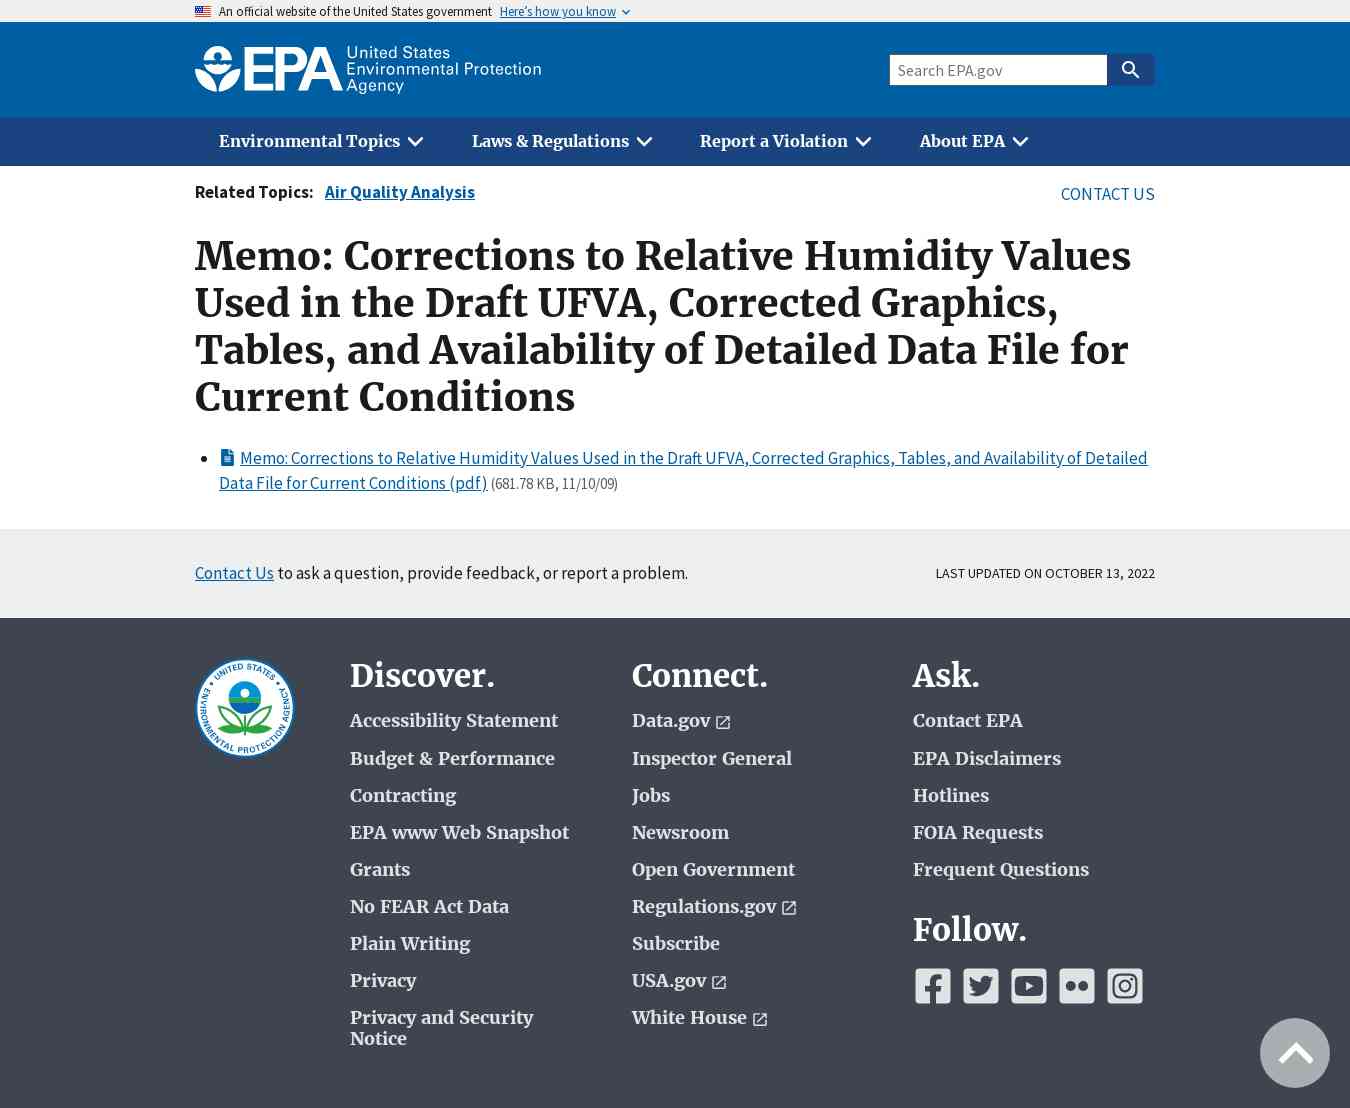 An official website of the United States government Here's how you know
EPA United States
Environmental Protection
Agency
Search EPA.gov
Environmental Topics Laws & Regulations Report a Violation About EPA
Related Topics: Air Quality Analysis CONTACT US
Memo: Corrections to Relative Humidity Values
Used in the Draft UFVA, Corrected Graphics,
Tables, and Availability of Detailed Data File for
Current Conditions
Memo: Corrections to Relative Humidity Values Used in the Draft UFVA, Corrected Graphics, Tables, and Availability of Detailed
Data File for Current Conditions (pdf) (681.78 KB, 11/10/09)
Contact Us to ask a question, provide feedback, or report a problem. LAST UPDATED ON OCTOBER 13, 2022
UNITED STATES
ENVIRONMENTAL PROTECTION AGENCY
Discover.
Accessibility Statement
Budget & Performance
Contracting
EPA www Web Snapshot
Grants
No FEAR Act Data
Plain Writing
Privacy
Privacy and Security
Notice
Connect.
Data.gov
Inspector General
Jobs
Newsroom
Open Government
Regulations.gov
Subscribe
USA.gov
White House
Ask.
Contact EPA
EPA Disclaimers
Hotlines
FOIA Requests
Frequent Questions
Follow.